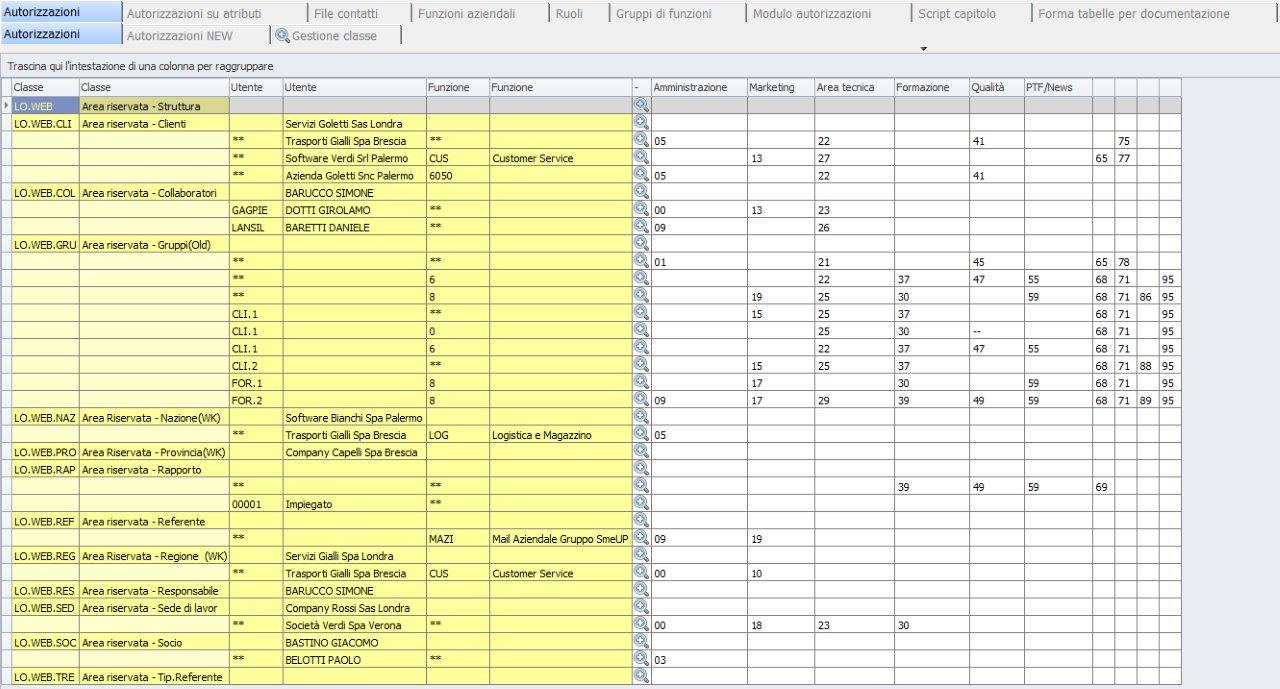 Autorizzazioni Autorizzazioni su atributi File contatti Funzioni aziendali Ruoli Gruppi di funzioni Modulo autorizzazioni Script capitolo Forma tabelle per documentazione
Autorizzazioni Autorizzazioni NEW Gestione classe
Trascina qui l'intestazione di una colonna per raggruppare
Classe Classe Utente Utente Funzione Funzione - Amministrazione Marketing Area tecnica Formazione Qualità PTF/News
LO.WEB Area riservata - Struttura
LO.WEB.CLI Area riservata - Clienti Servizi Goletti Sas Londra
** Trasporti Gialli Spa Brescia ** 05 22 41 75
** Software Verdi Srl Palermo CUS Customer Service 13 27 65 77
** Azienda Goletti Snc Palermo 6050 05 22 41
LO.WEB.COL Area riservata - Collaboratori BARUCCO SIMONE
GAGPIE DOTTI GIROLAMO ** 00 13 23
LANSIL BARETTI DANIELE ** 09 26
LO.WEB.GRU Area riservata - Gruppi(Old)
** ** 01 21 45 65 78
** 6 22 37 47 55 68 71 95
** 8 19 25 30 59 68 71 86 95
CLI.1 ** 15 25 37 68 71 95
CLI.1 0 25 30 -- 68 71 95
CLI.1 6 22 37 47 55 68 71 95
CLI.2 ** 15 25 37 68 71 88 95
FOR.1 8 17 30 59 68 71 95
FOR.2 8 09 17 29 39 49 59 68 71 89 95
LO.WEB.NAZ Area Riservata - Nazione(WK) Software Bianchi Spa Palermo
** Trasporti Gialli Spa Brescia LOG Logistica e Magazzino 05
LO.WEB.PRO Area Riservata - Provincia(WK) Company Capelli Spa Brescia
LO.WEB.RAP Area riservata - Rapporto
** ** 39 49 59 69
00001 Impiegato **
LO.WEB.REF Area riservata - Referente
** MAZI Mail Aziendale Gruppo SmeUP 09 19
LO.WEB.REG Area Riservata - Regione (WK) Servizi Gialli Spa Londra
** Trasporti Gialli Spa Brescia CUS Customer Service 00 10
LO.WEB.RES Area riservata - Responsabile BARUCCO SIMONE
LO.WEB.SED Area riservata - Sede di lavor Company Rossi Sas Londra
** Società Verdi Spa Verona ** 00 18 23 30
LO.WEB.SOC Area riservata - Socio BASTINO GIACOMO
** BELOTTI PAOLO ** 03
LO.WEB.TRE Area riservata - Tip.Referente